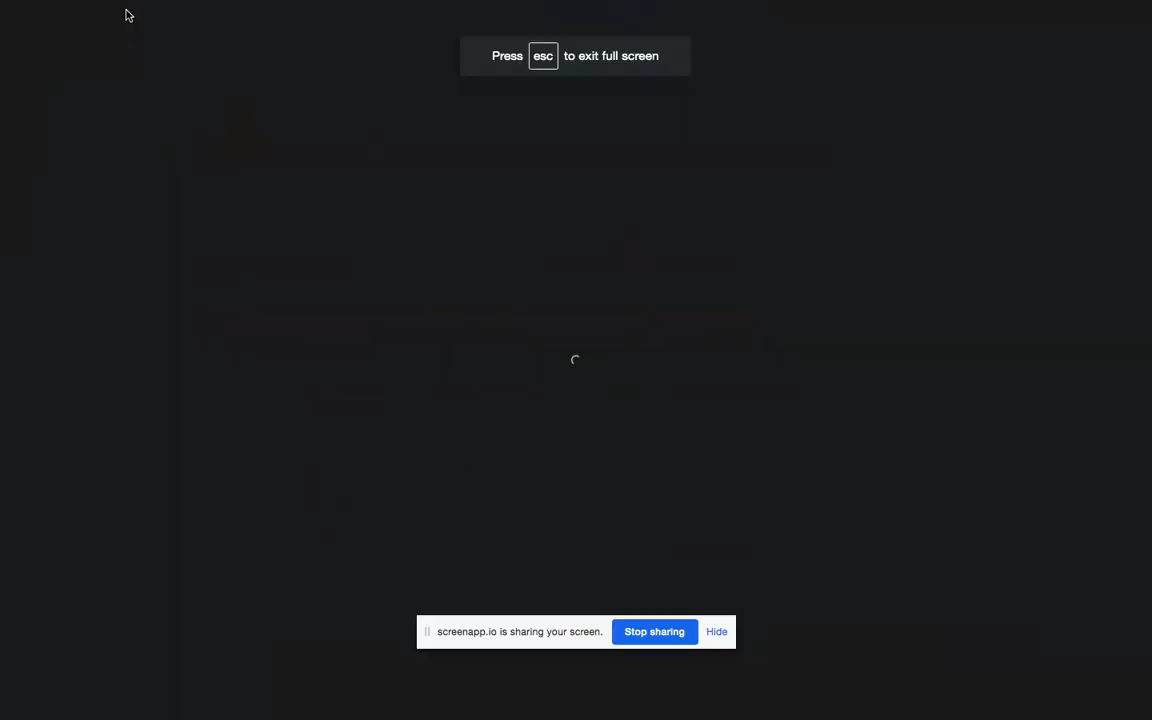 Press esc to exit full screen
screenapp.io is sharing your screen. Stop sharing Hide